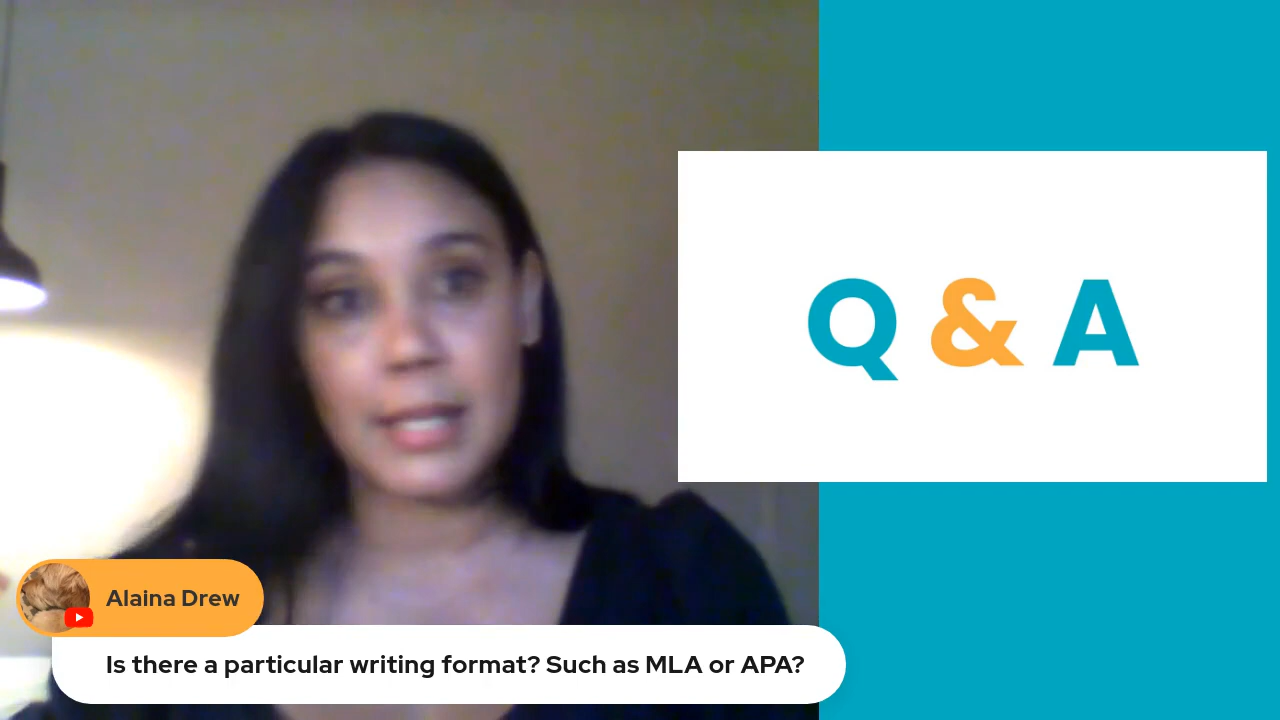 Q & A
Alaina Drew
Is there a particular writing format? Such as MLA or APA?